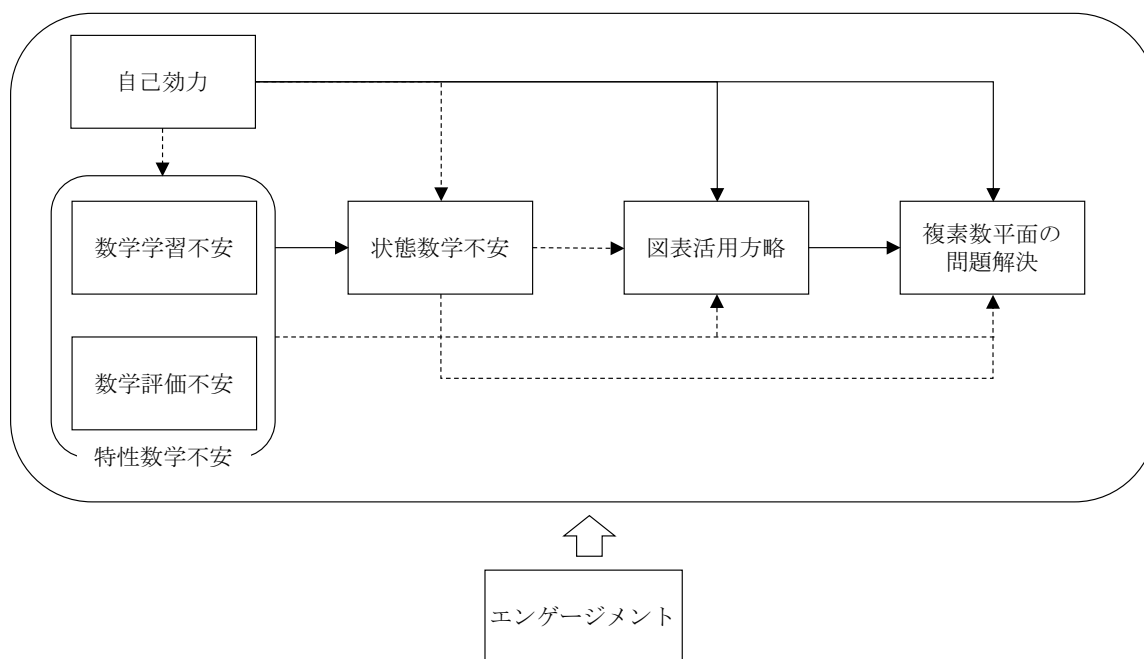 自己効力
数学学習不安
状態数学不安
図表活用方略
複素数平面の
問題解決
数学評価不安
特性数学不安
エンゲージメント